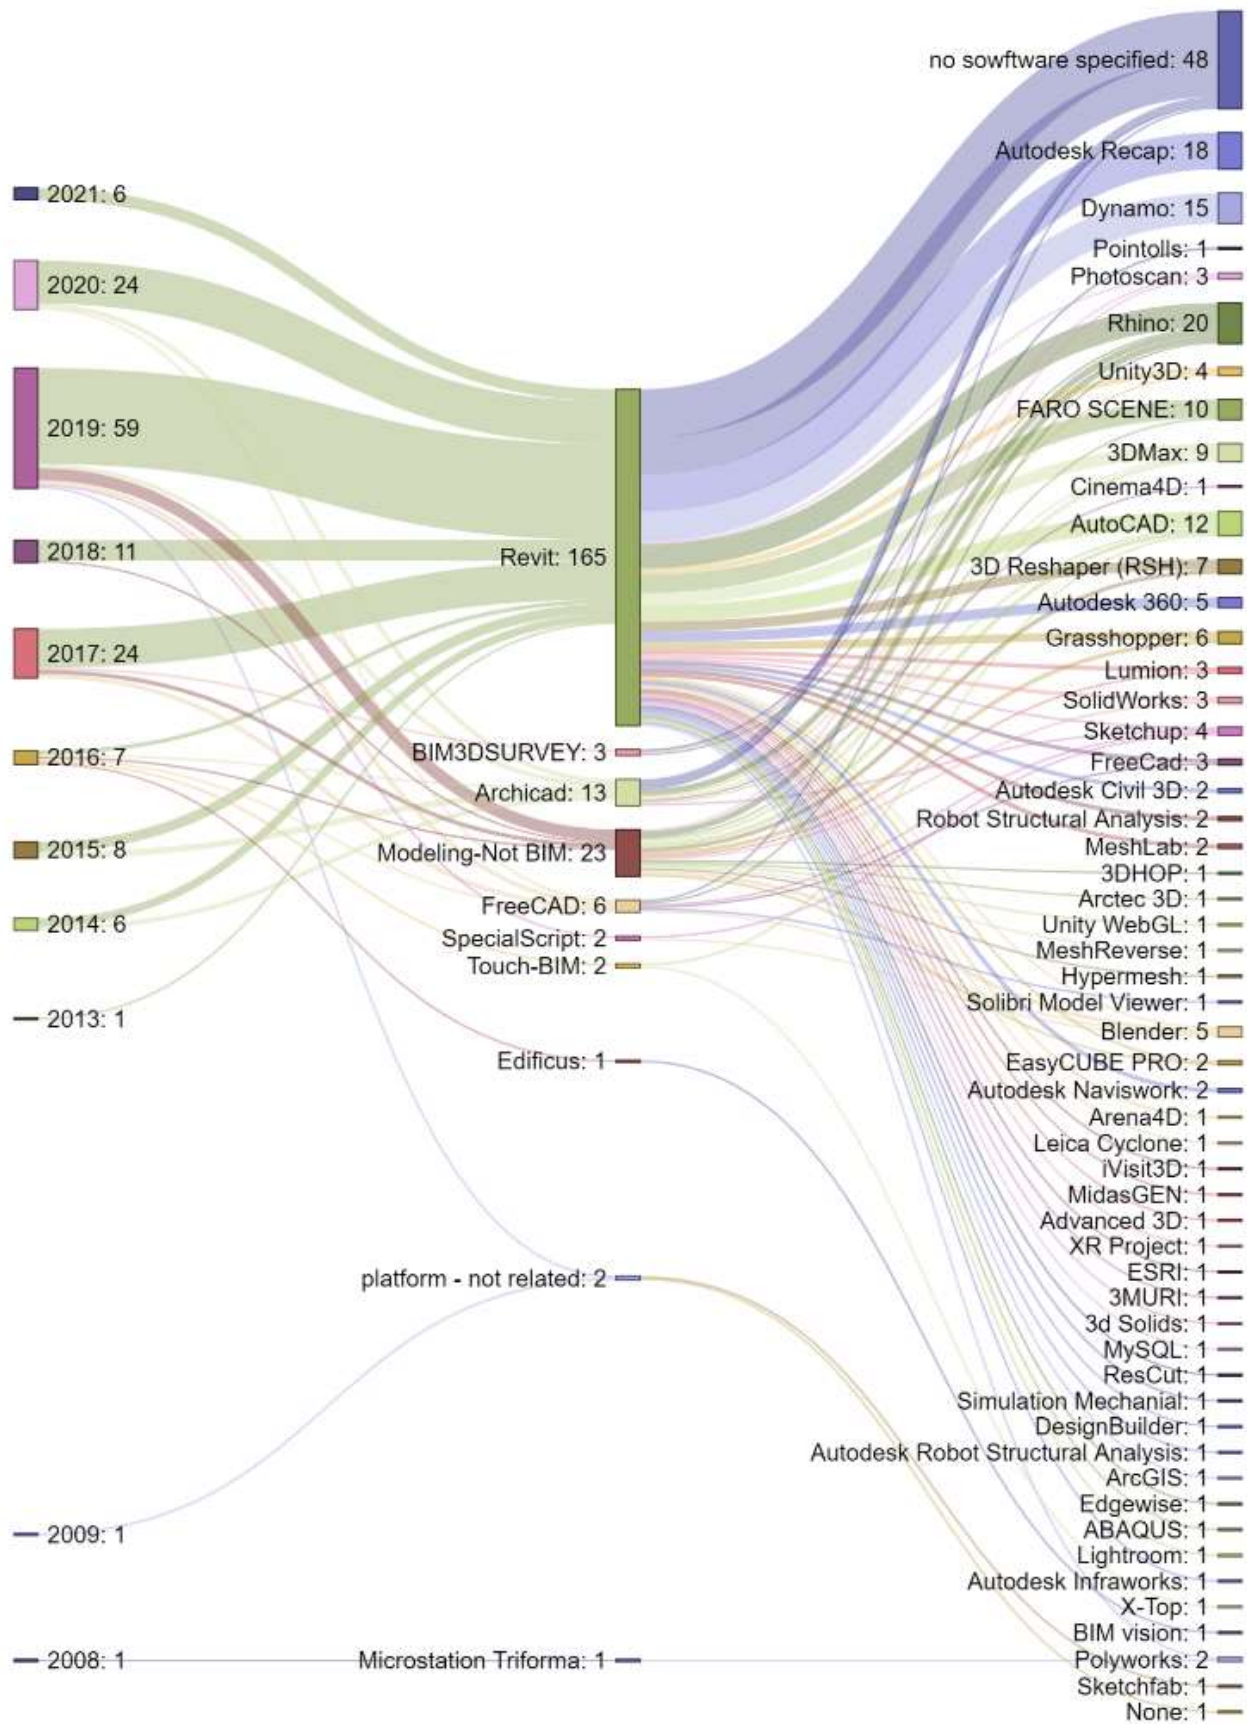 2021: 6
2020: 24
2019: 59
2018: 11
2017: 24
2016: 7
2015: 8
2014: 6
2013: 1
2009: 1
2008: 1
Revit: 165
BIM3DSURVEY: 3
Archicad: 13
Modeling-Not BIM: 23
FreeCAD: 6
SpecialScript: 2
Touch-BIM: 2
Edificus: 1
platform - not related: 2
Microstation Triforma: 1
no sowftware specified: 48
Autodesk Recap: 18
Dynamo: 15
Pointolls: 1
Photoscan: 3
Rhino: 20
Unity3D: 4
FARO SCENE: 10
3DMax: 9
Cinema4D: 1
AutoCAD: 12
3D Reshaper (RSH): 7
Autodesk 360: 5
Grasshopper: 6
Lumion: 3
SolidWorks: 3
Sketchup: 4
FreeCad: 3
Autodesk Civil 3D: 2
Robot Structural Analysis: 2
MeshLab: 2
3DHOP: 1
Arctec 3D: 1
Unity WebGL: 1
MeshReverse: 1
Hypermesh: 1
Solibri Model Viewer: 1
Blender: 5
EasyCUBE PRO: 2
Autodesk Naviswork: 2
Arena4D: 1
Leica Cyclone: 1
iVisit3D: 1
MidasGEN: 1
Advanced 3D: 1
XR Project: 1
ESRI: 1
3MURI: 1
3d Solids: 1
MySQL: 1
ResCut: 1
Simulation Mechanial: 1
DesignBuilder: 1
Autodesk Robot Structural Analysis: 1
ArcGIS: 1
Edgewise: 1
ABAQUS: 1
Lightroom: 1
Autodesk Infraworks: 1
X-Top: 1
BIM vision: 1
Polyworks: 2
Sketchfab: 1
None: 1